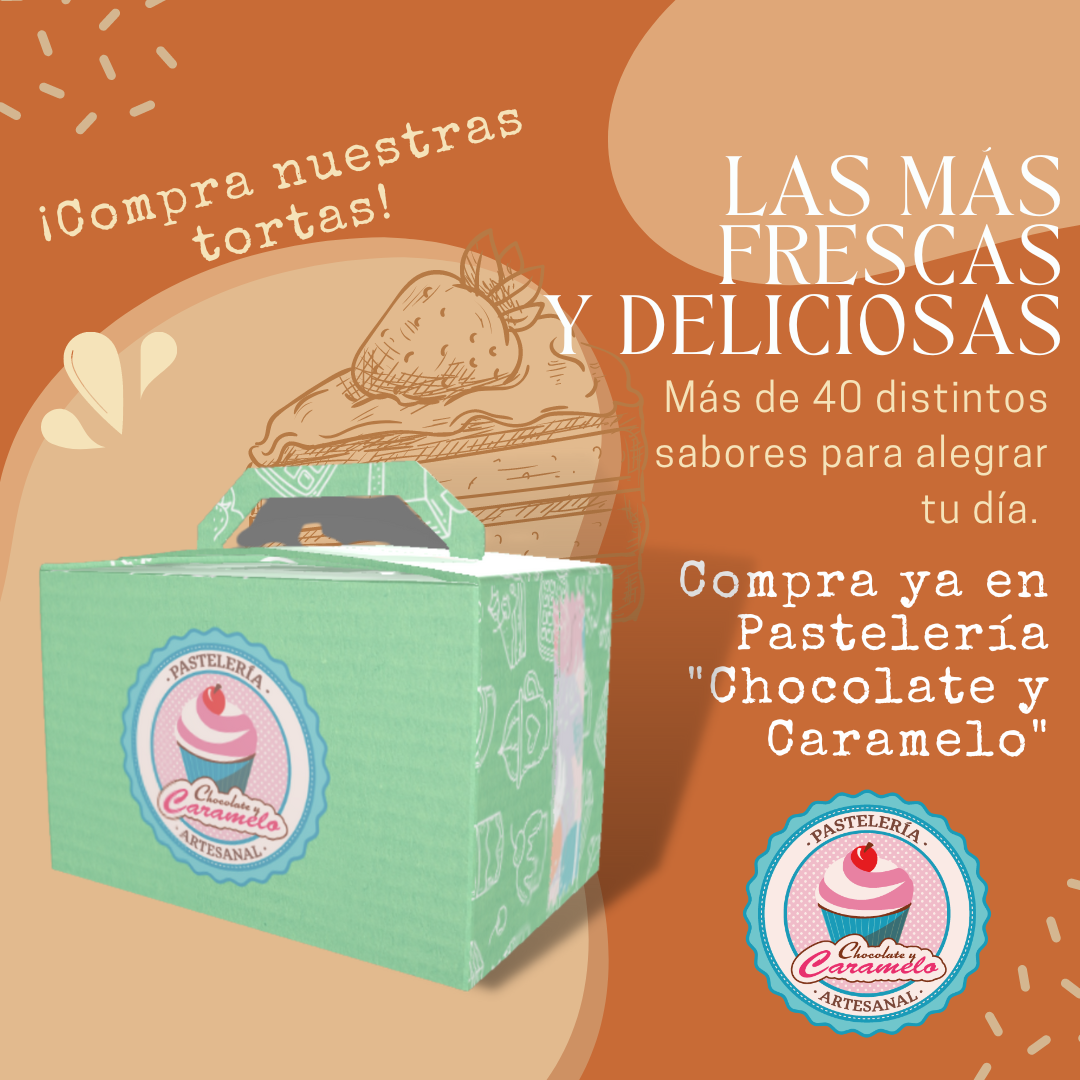 ¡Compra nuestras
tortas!
LAS MÁS
FRESCAS
Y DELICIOSAS
Más de 40 distintos
sabores para alegrar
tu día.
Compra ya en
Pastelería
"Chocolate y
Caramelo"
· PASTELERÍA ·
Chocolate y
Caramelo
· ARTESANAL ·
· PASTELERÍA ·
Chocolate y
Caramelo
· ARTESANAL ·